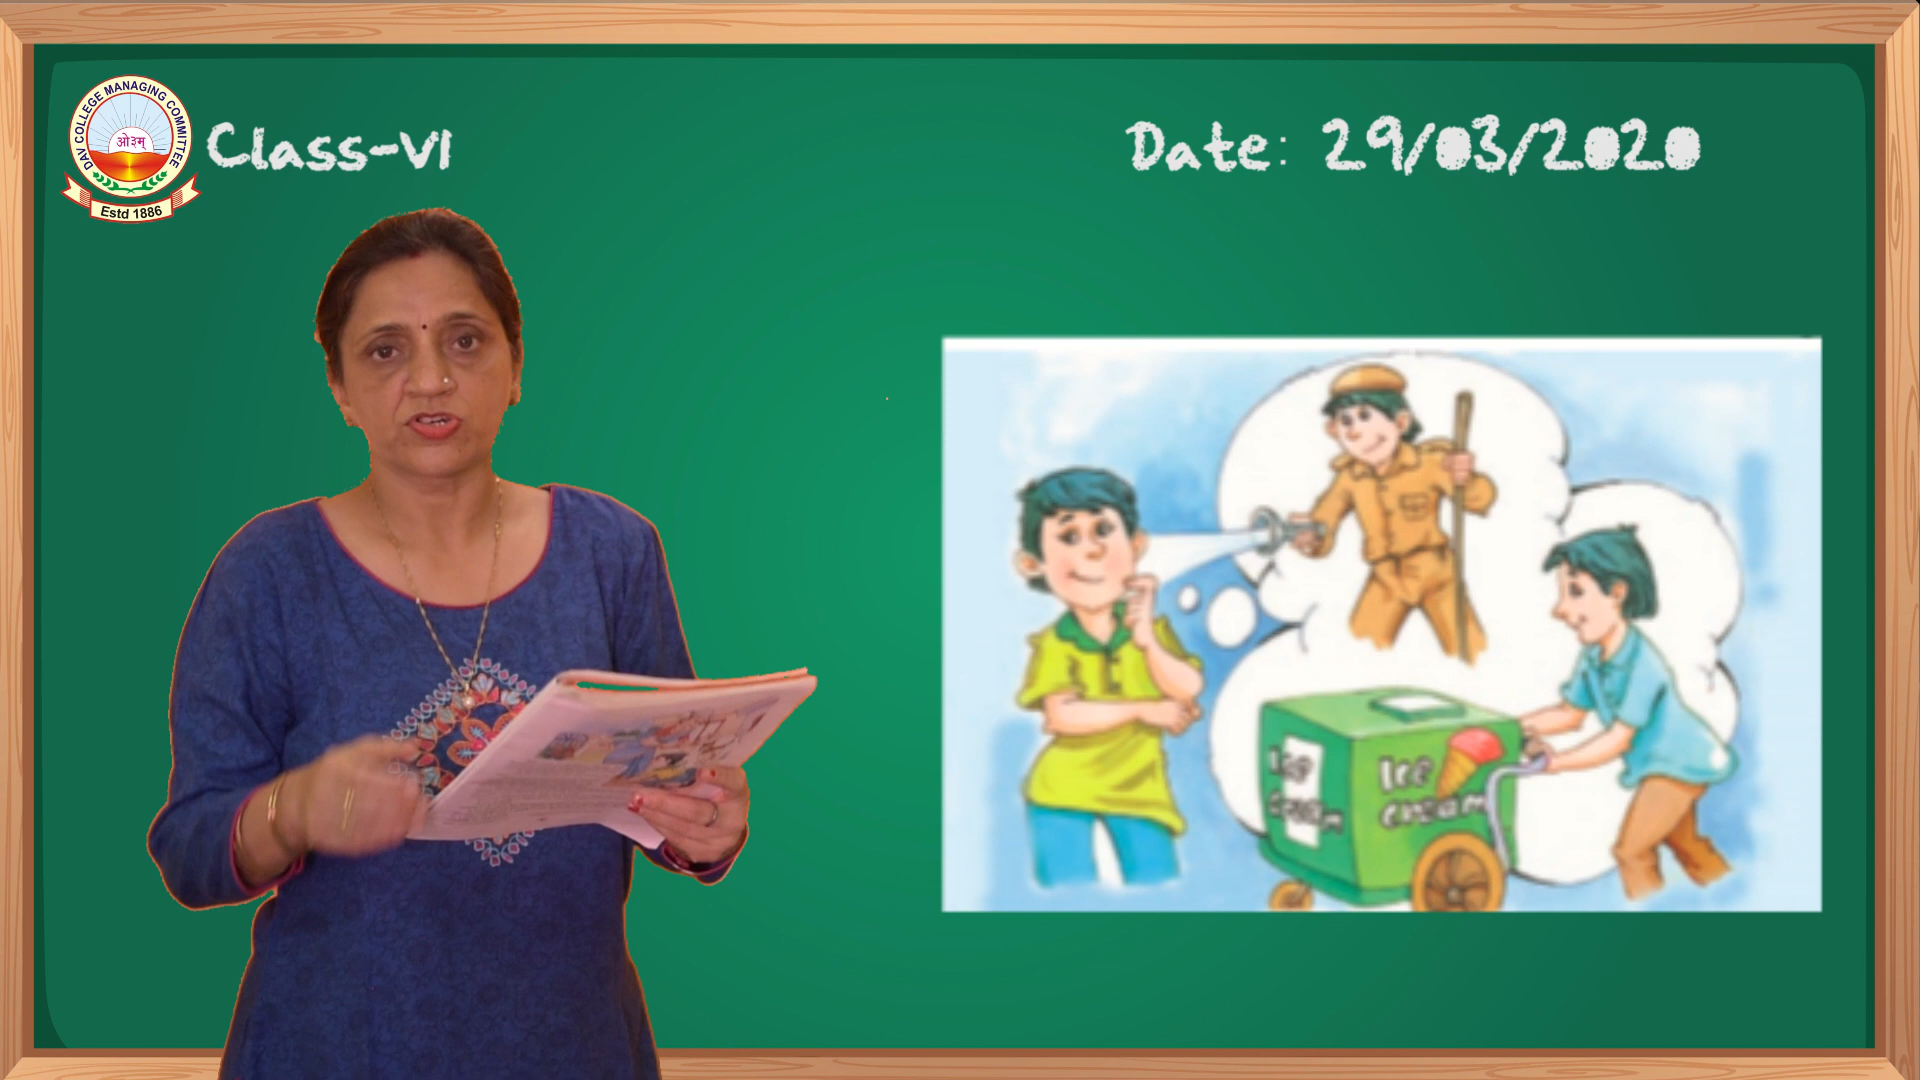 DAV COLLEGE MANAGING COMMITTEE
ओ३म्
Estd 1886
Class-VI
Date: 29/03/2020
Ice
cream
Ice
cream